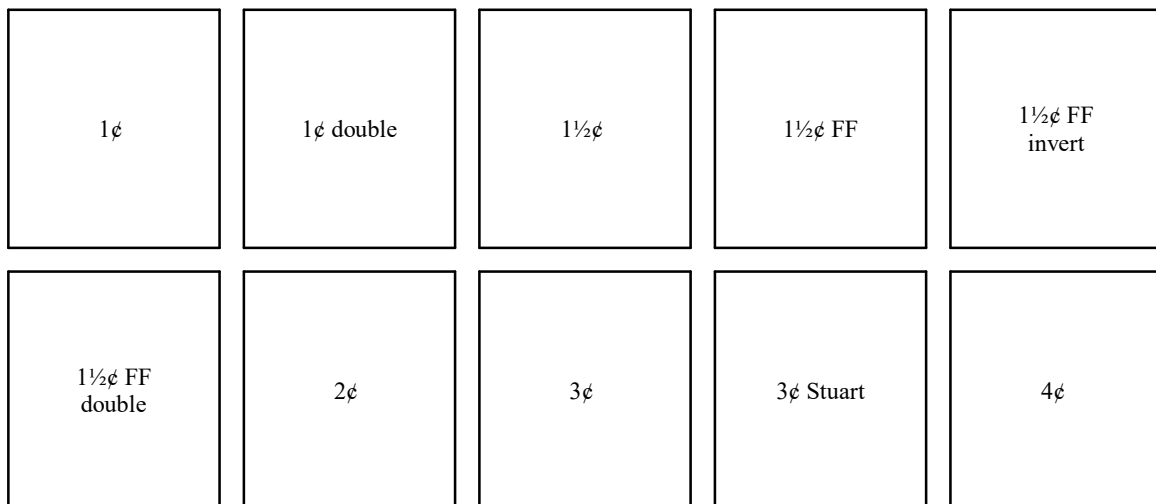 1¢
1¢ double
1½¢
1½¢ FF
1½¢ FF
invert
1½¢ FF
double
2¢
3¢
3¢ Stuart
4¢